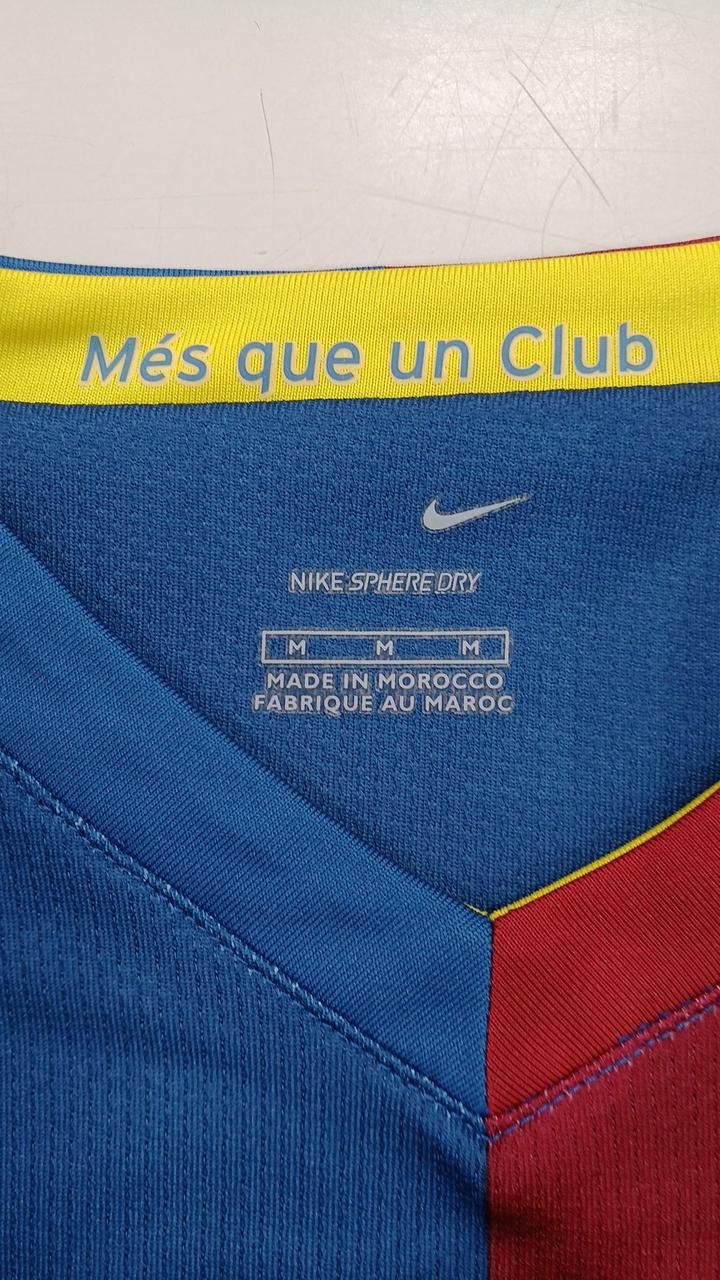 Més que un Club
NIKE SPHERE DRY
M M M
MADE IN MOROCCO
FABRIQUE AU MAROC